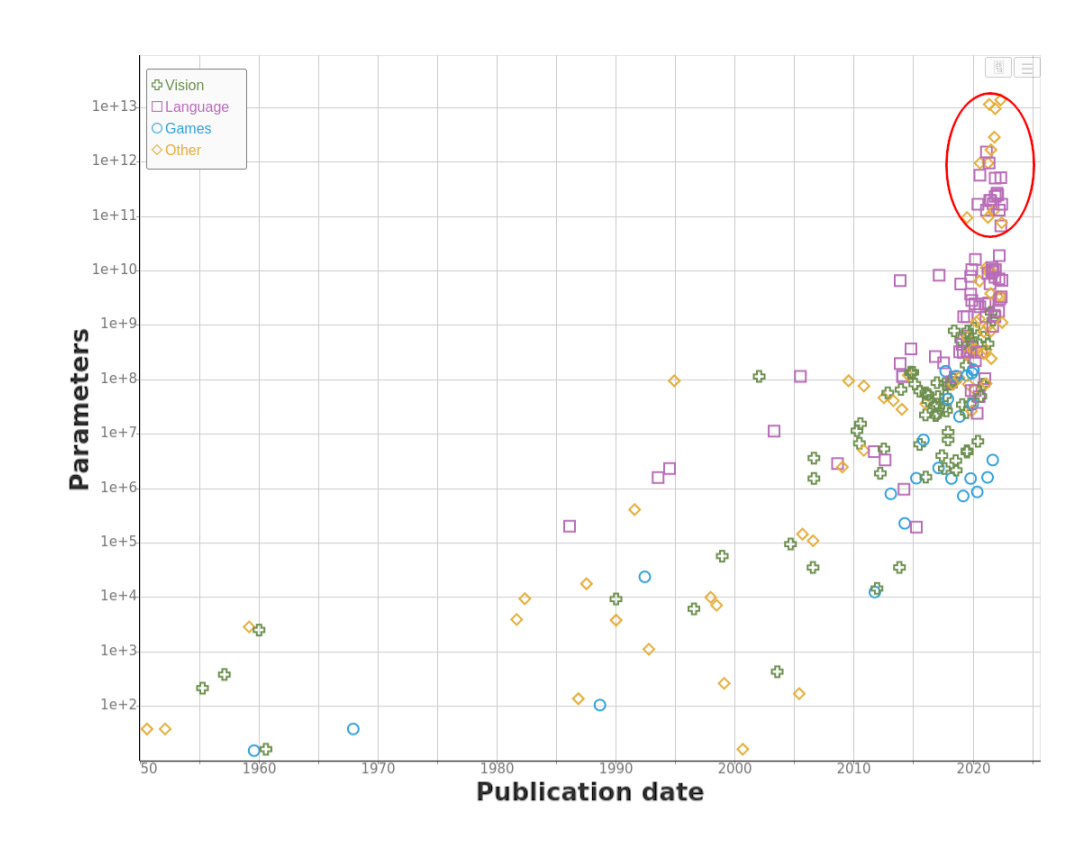 Vision
Language
Games
Other
1e+13
1e+12
1e+11
1e+10
1e+9
1e+8
1e+7
1e+6
1e+5
1e+4
1e+3
1e+2
Parameters
50 1960 1970 1980 1990 2000 2010 2020
Publication date